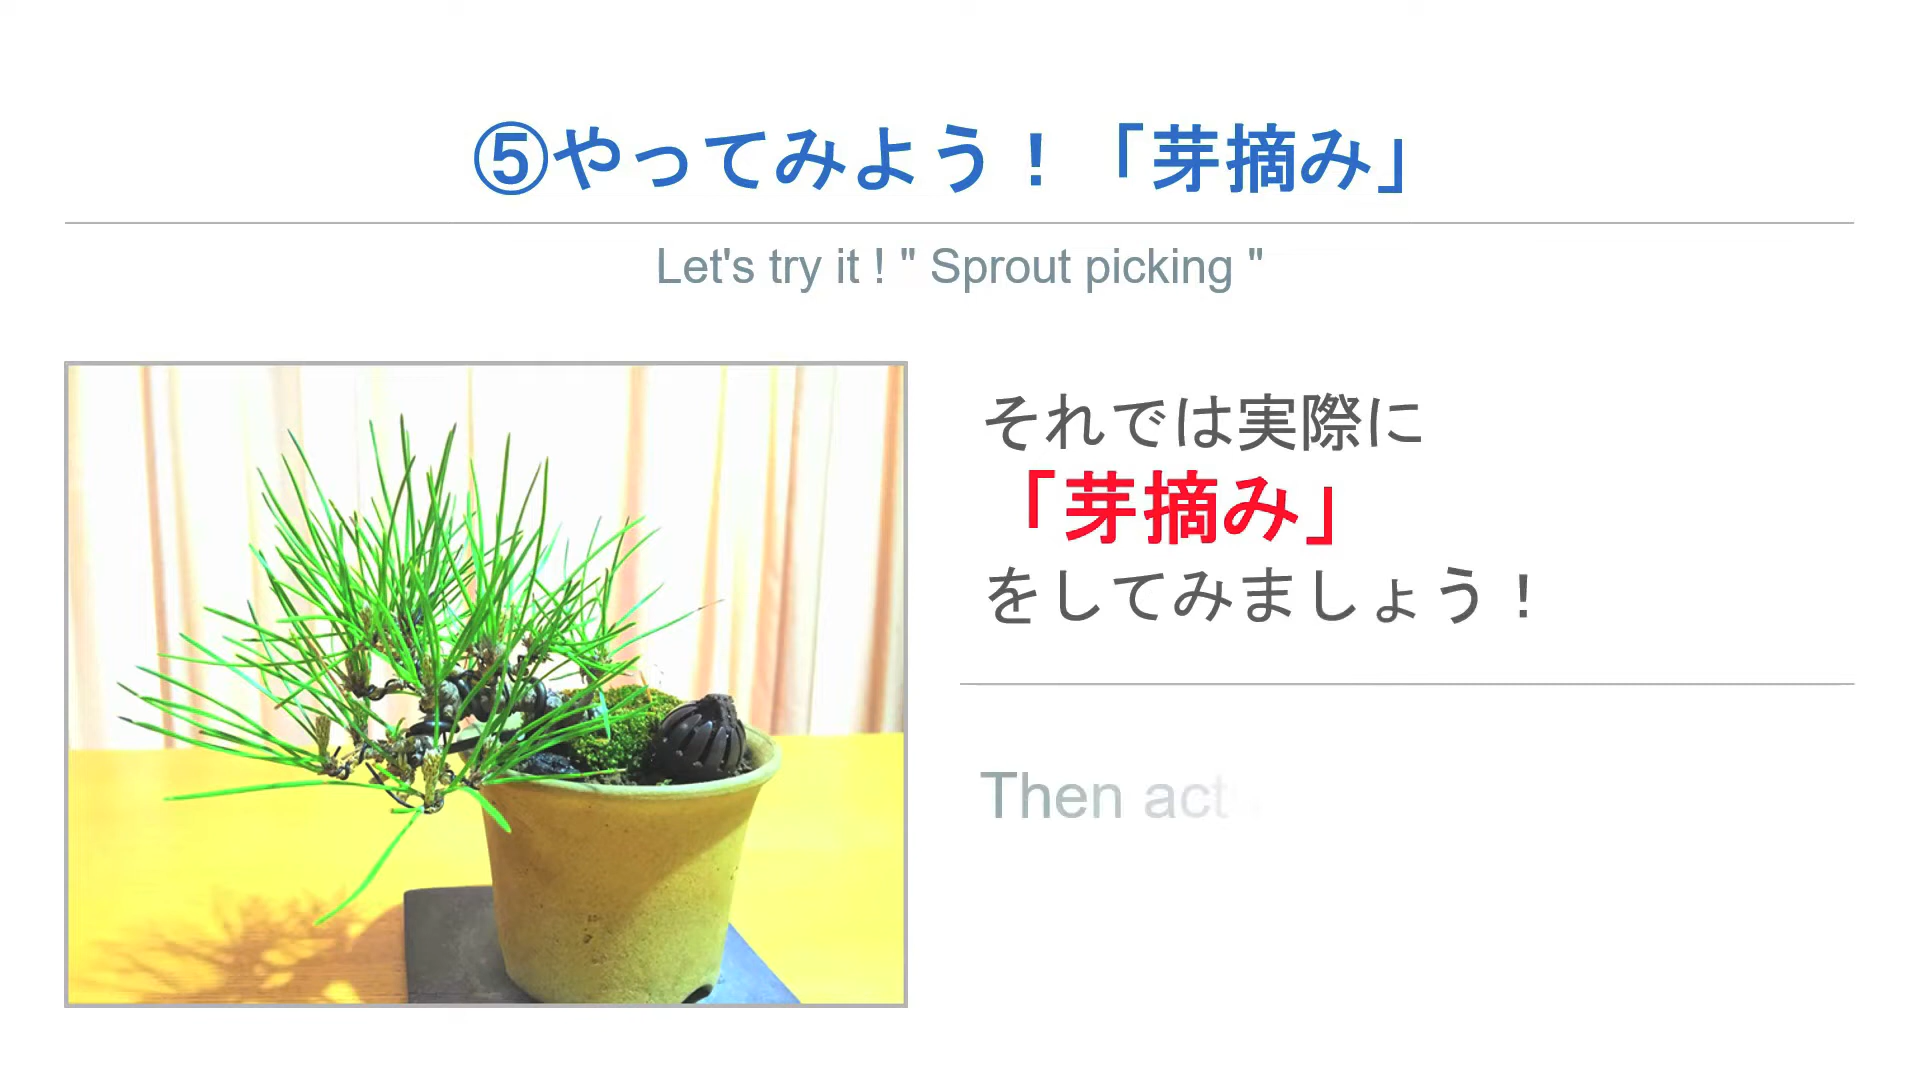 ⑤やってみよう！「芽摘み」
Let's try it ! " Sprout picking "
それでは実際に
「芽摘み」
をしてみましょう！
Then